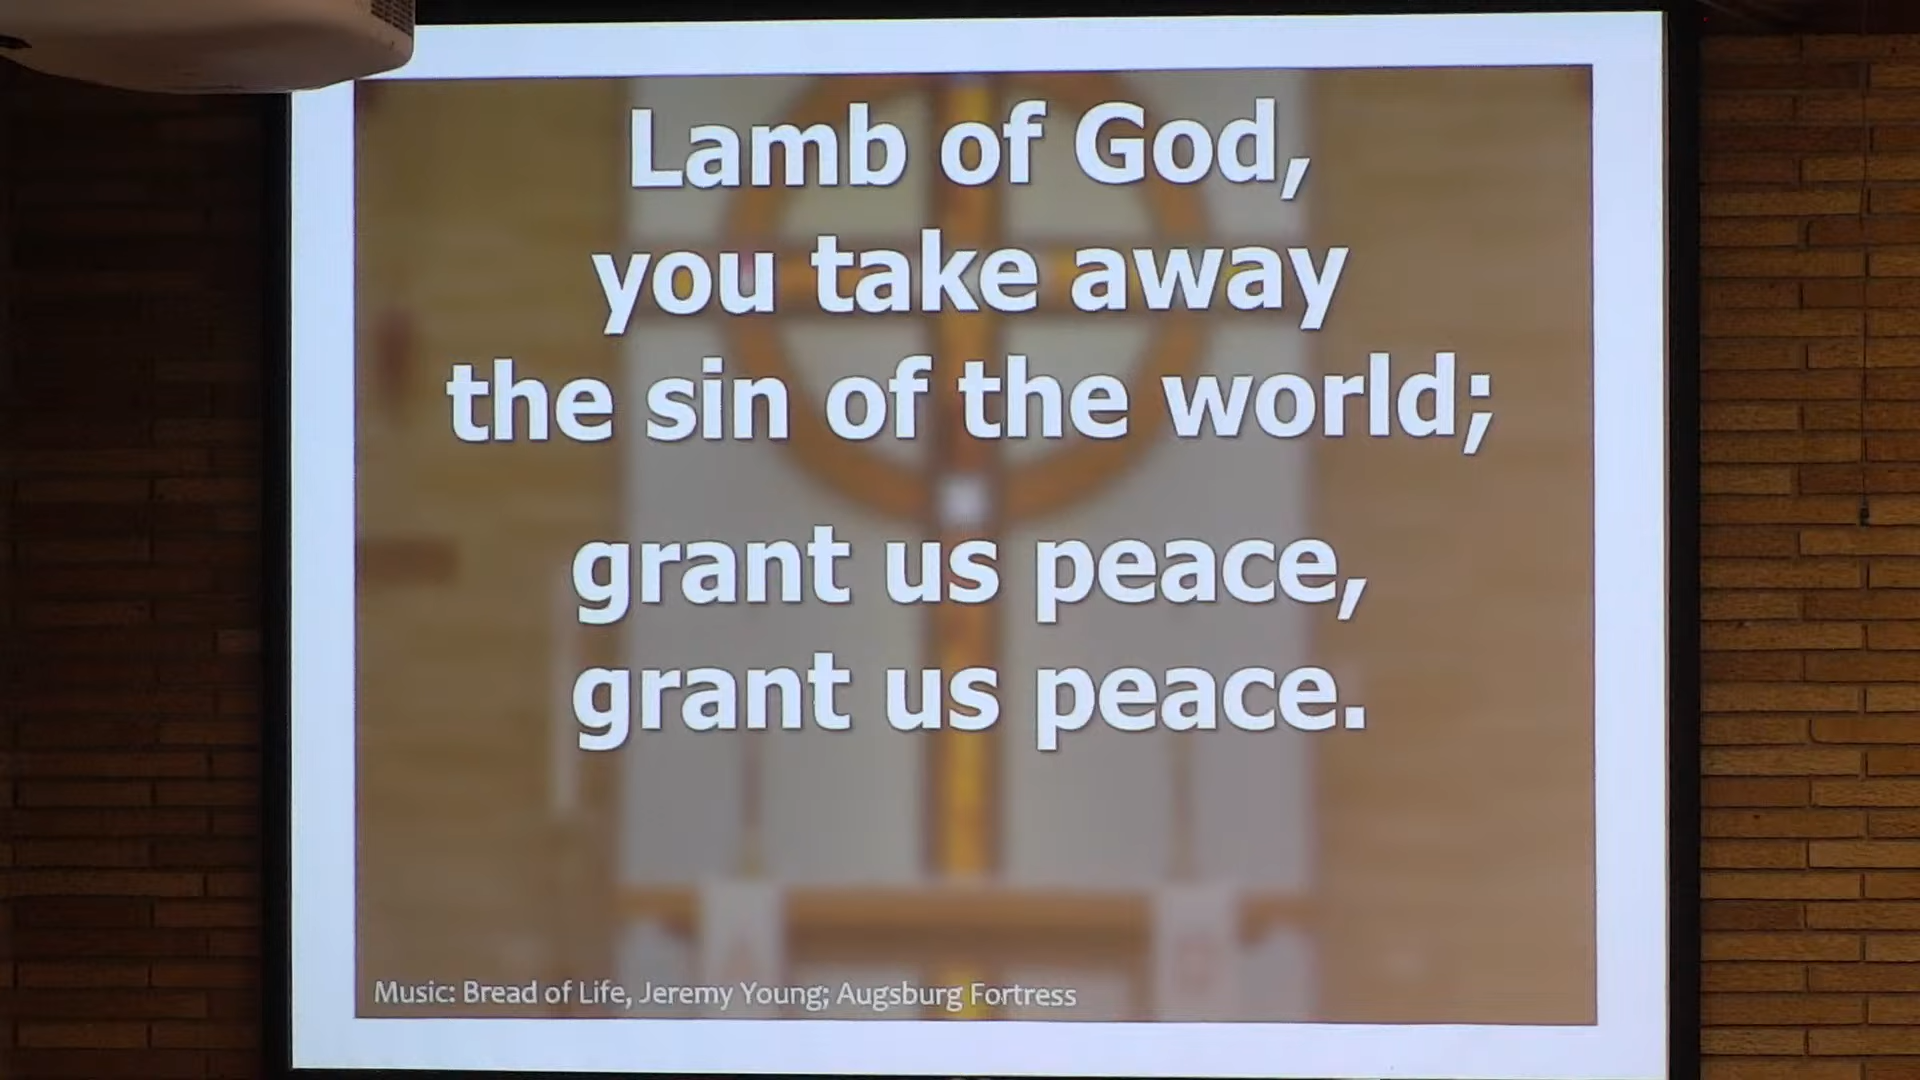 Lamb of God,
you take away
the sin of the world;
grant us peace,
grant us peace.
Music: Bread of Life, Jeremy Young; Augsburg Fortress